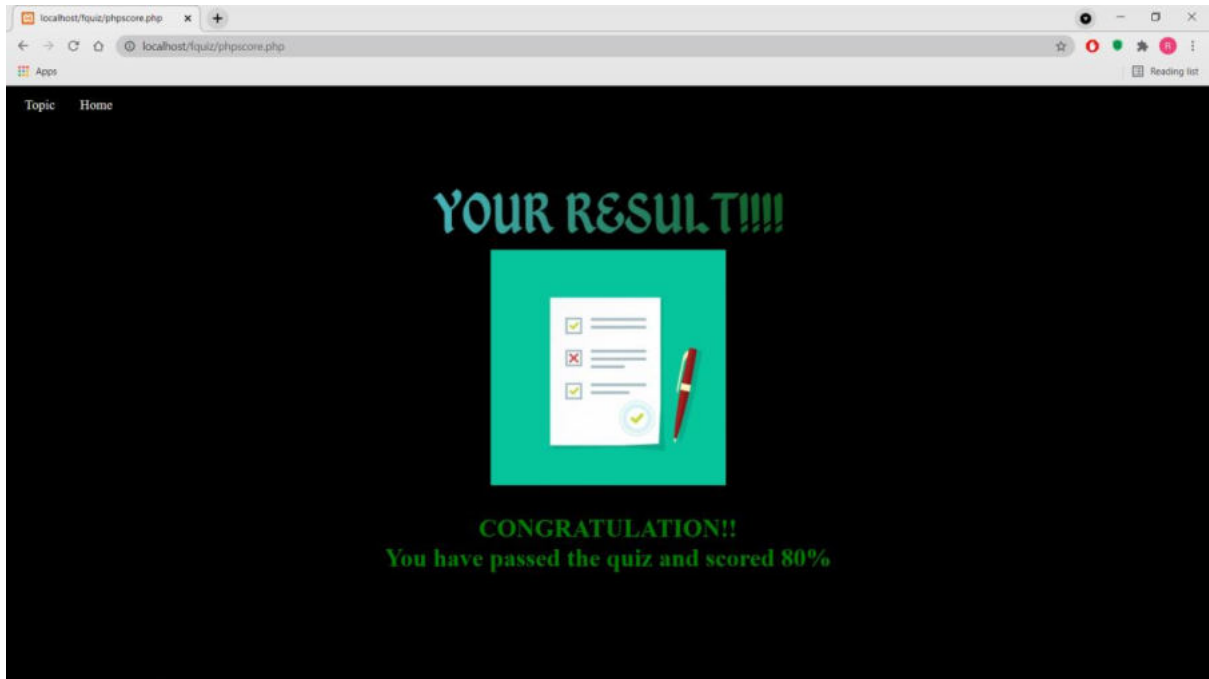 localhost/fquiz/phpscore.php
localhost/fquiz/phpscore.php
Apps
Reading list
Topic Home
YOUR RESULT!!!!
CONGRATULATION!!
You have passed the quiz and scored 80%